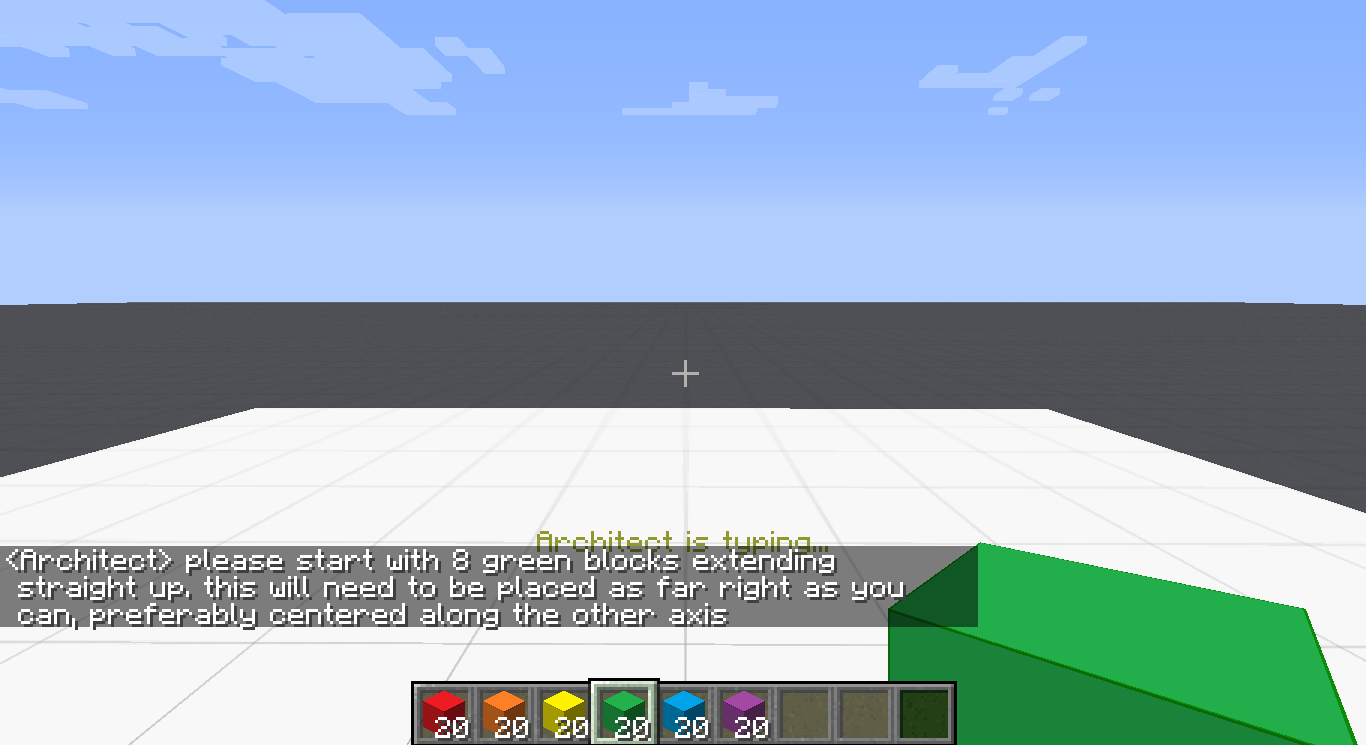 Architect is typing...
<Architect> please start with 8 green blocks extending
straight up. this will need to be placed as far right as you
can, preferably centered along the other axis
20 20 20 20 20 20